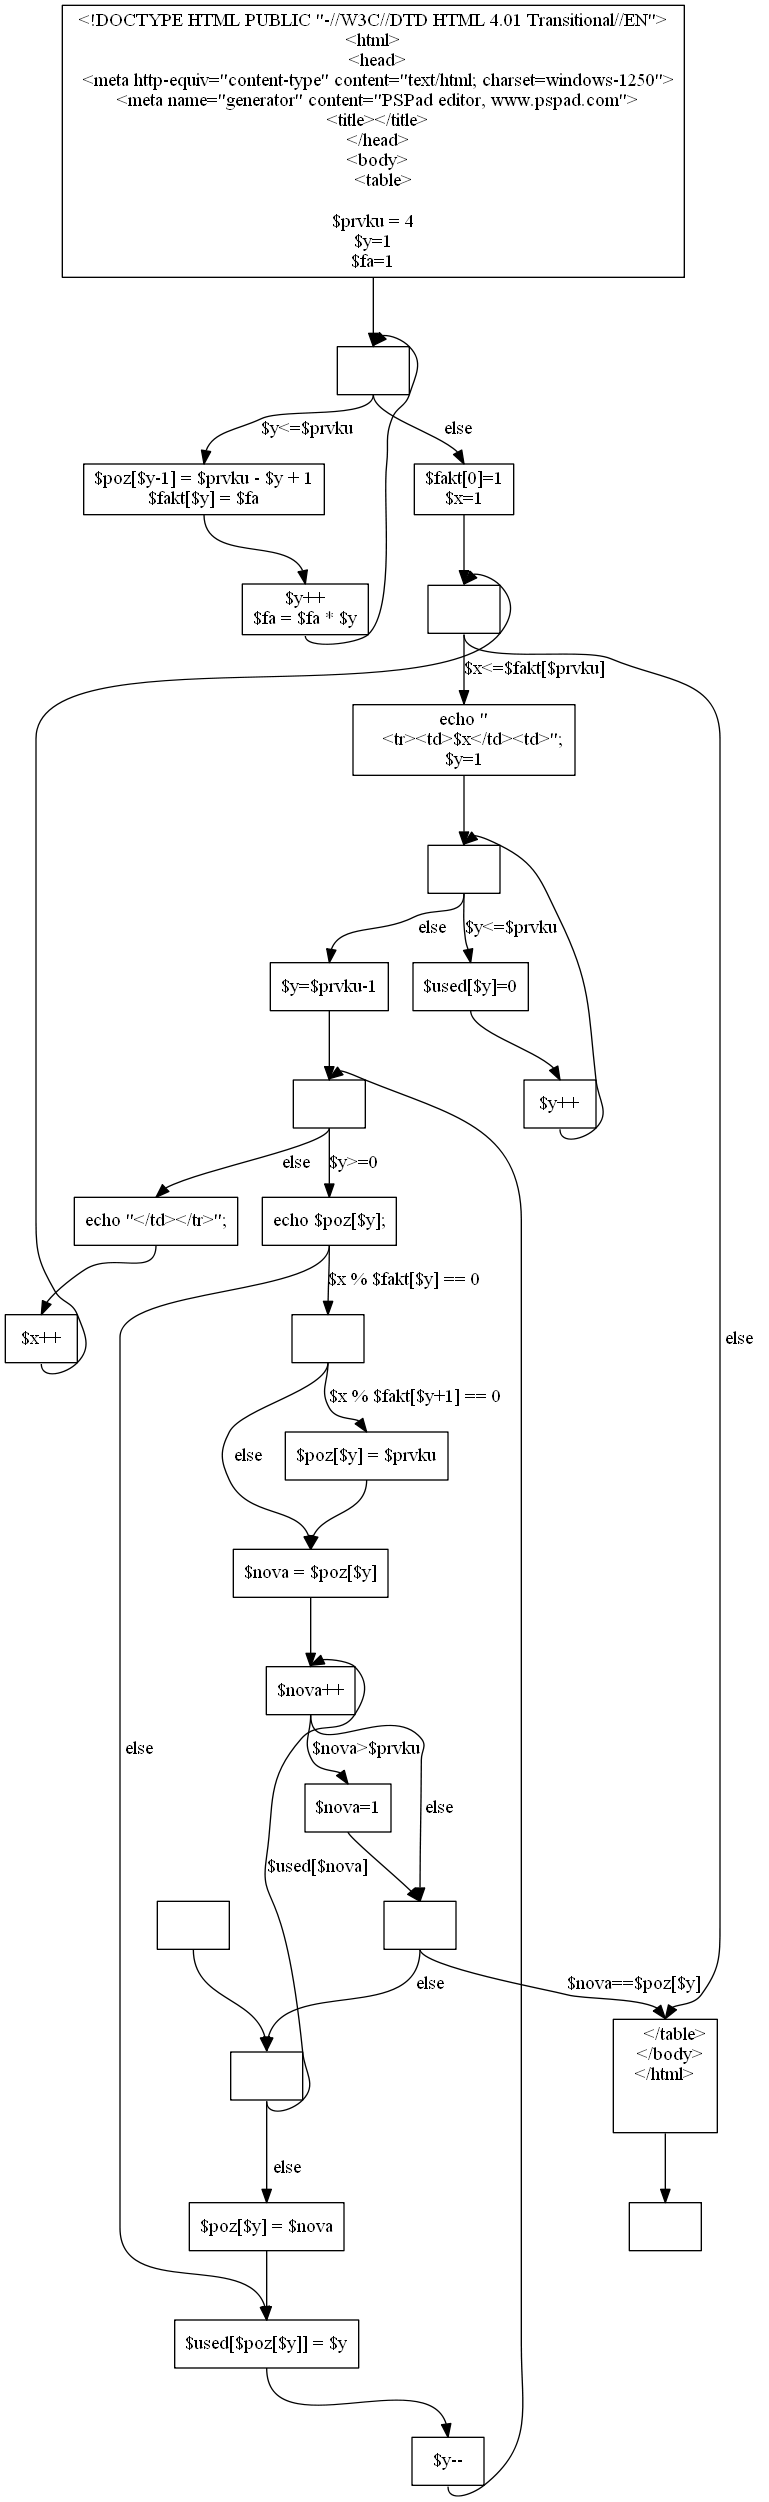 <!DOCTYPE HTML PUBLIC "-//W3C//DTD HTML 4.01 Transitional//EN">
<html>
<head>
<meta http-equiv="content-type" content="text/html; charset=windows-1250">
<meta name="generator" content="PSPad editor, www.pspad.com">
<title></title>
</head>
<body>
<table>
$prvku = 4
$y=1
$fa=1
$y<=$prvku
else
$poz[$y-1] = $prvku - $y + 1
$fakt[$y] = $fa
$fakt[0]=1
$x=1
$y++
$fa = $fa * $y
$x<=$fakt[$prvku]
echo "
<tr><td>$x</td><td>";
$y=1
else
$y<=$prvku
$y=$prvku-1
$used[$y]=0
$y++
else
$y>=0
echo "</td></tr>";
echo $poz[$y];
$x % $fakt[$y] == 0
$x++
else
$x % $fakt[$y+1] == 0
else
$poz[$y] = $prvku
$nova = $poz[$y]
$nova++
else
$nova>$prvku
$nova=1
else
$used[$nova]
else
$nova==$poz[$y]
</table>
</body>
</html>
else
$poz[$y] = $nova
$used[$poz[$y]] = $y
$y--